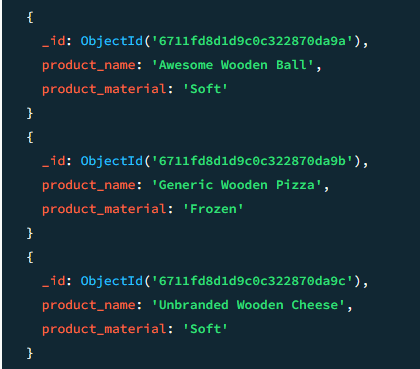 {
_id: ObjectId('6711fd8d1d9c0c322870da9a'),
product_name: 'Awesome Wooden Ball',
product_material: 'Soft'
}
{
_id: ObjectId('6711fd8d1d9c0c322870da9b'),
product_name: 'Generic Wooden Pizza',
product_material: 'Frozen'
}
{
_id: ObjectId('6711fd8d1d9c0c322870da9c'),
product_name: 'Unbranded Wooden Cheese',
product_material: 'Soft'
}